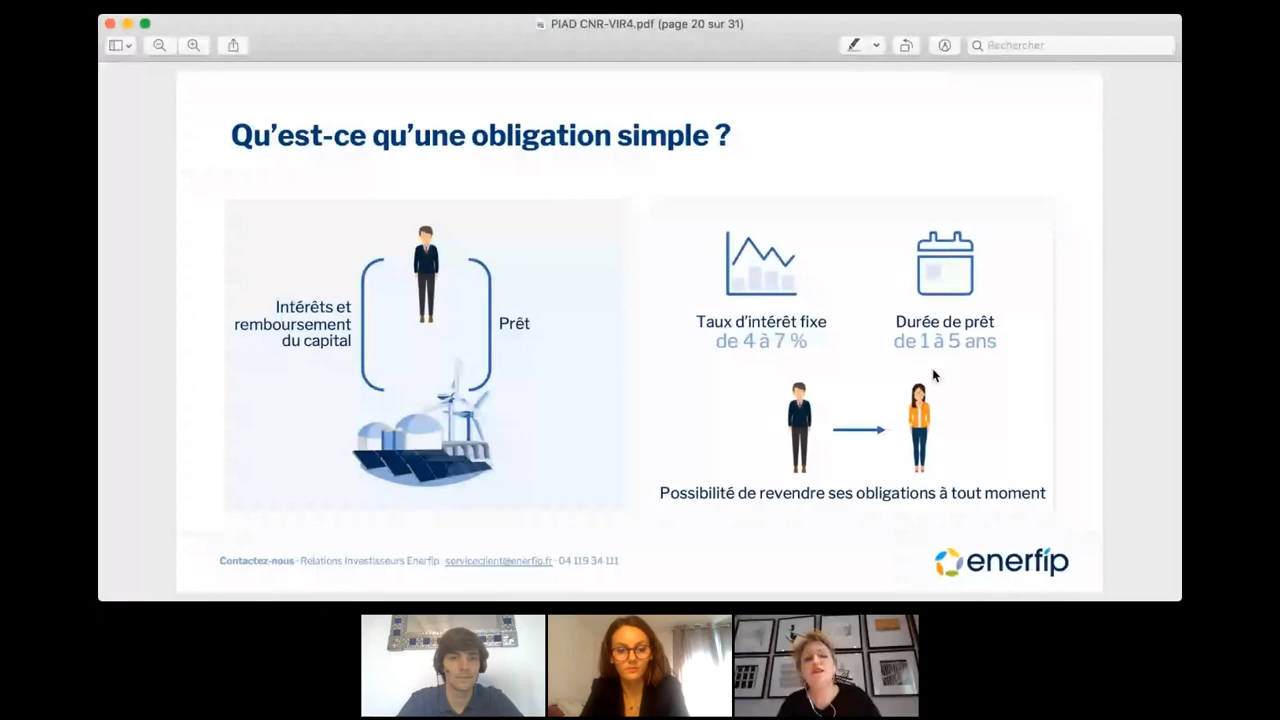 PIAD CNR-VIR4.pdf (page 20 sur 31)
Rechercher
Qu’est-ce qu’une obligation simple ?
Intérêts et
remboursement
du capital
Prêt
Taux d’intérêt fixe
de 4 à 7 %
Durée de prêt
de 1 à 5 ans
Possibilité de revendre ses obligations à tout moment
Contactez-nous - Relations Investisseurs Enerfip serviceclient@enerfip.fr - 04 119 34 111
enerfip